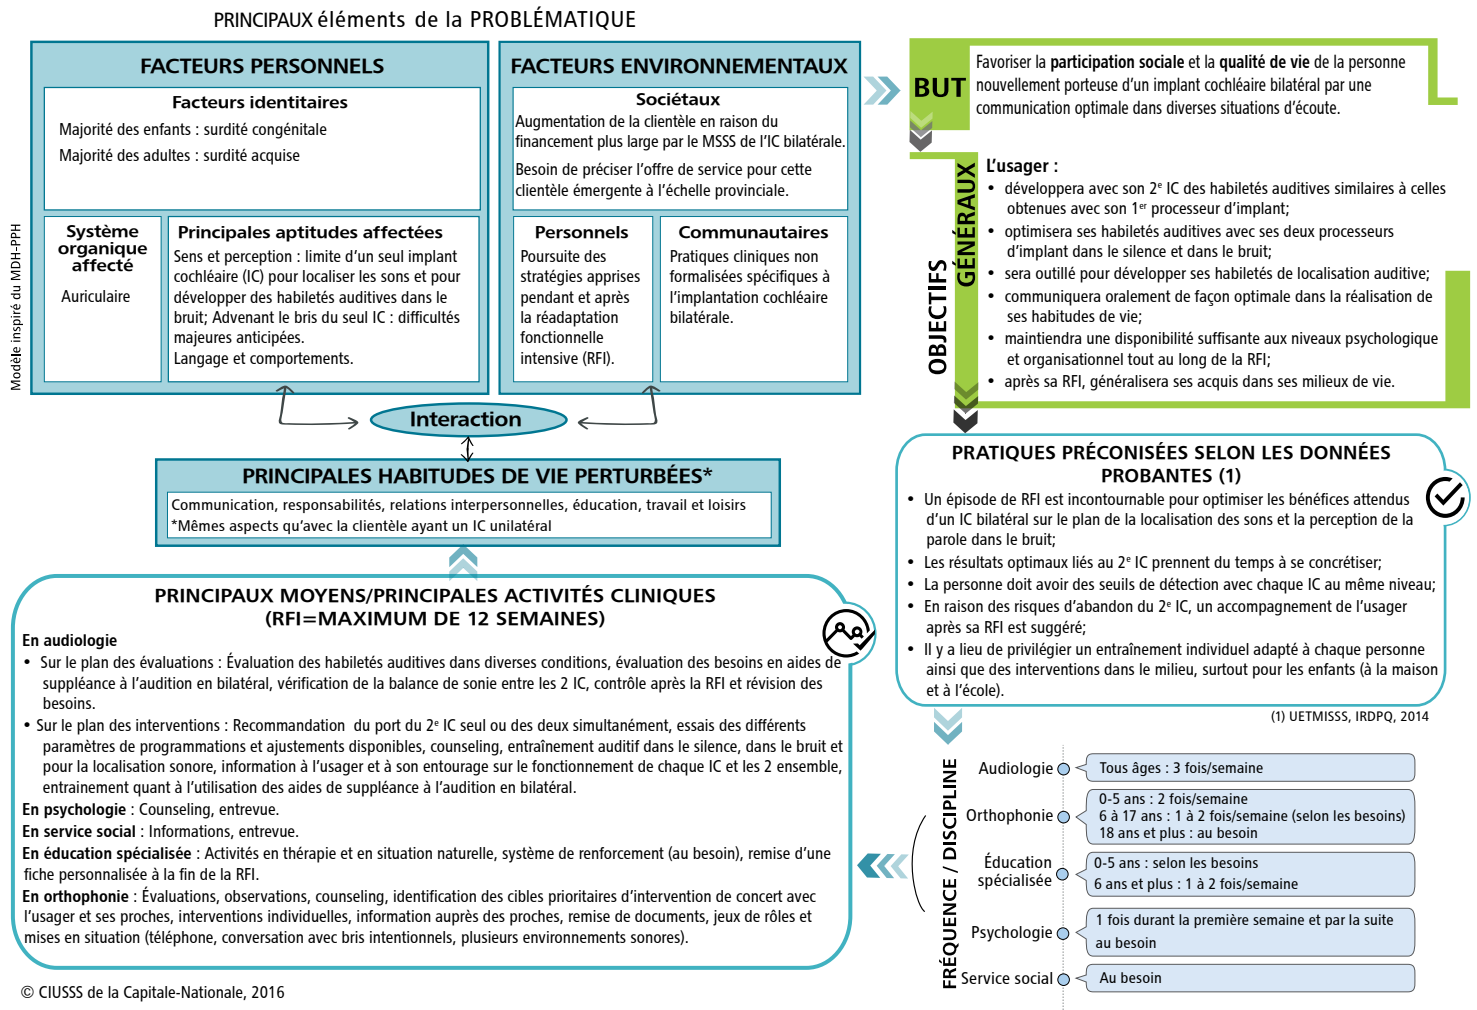 PRINCIPAUX éléments de la PROBLÉMATIQUE
FACTEURS PERSONNELS
Facteurs identitaires
Majorité des enfants : surdité congénitale
Majorité des adultes : surdité acquise
Système
organique
affecté
Auriculaire
Principales aptitudes affectées
Sens et perception : limite d'un seul implant
cochléaire (IC) pour localiser les sons et pour
développer des habiletés auditives dans le
bruit; Advenant le bris du seul IC : difficultés
majeures anticipées.
Langage et comportements.
Modèle inspiré du MDH-PPH
FACTEURS ENVIRONNEMENTAUX
Sociétaux
Augmentation de la clientèle en raison du
financement plus large par le MSSS de l'IC bilatérale.
Besoin de préciser l'offre de service pour cette
clientèle émergente à l'échelle provinciale.
Personnels
Poursuite des
stratégies apprises
pendant et après
la réadaptation
fonctionnelle
intensive (RFI).
Communautaires
Pratiques cliniques non
formalisées spécifiques à
l'implantation cochléaire
bilatérale.
Interaction
PRINCIPALES HABITUDES DE VIE PERTURBÉES*
Communication, responsabilités, relations interpersonnelles, éducation, travail et loisirs
*Mêmes aspects qu'avec la clientèle ayant un IC unilatéral
BUT
Favoriser la participation sociale et la qualité de vie de la personne
nouvellement porteuse d'un implant cochléaire bilatéral par une
communication optimale dans diverses situations d'écoute.
OBJECTIFS
GÉNÉRAUX
L'usager :
• développera avec son 2e IC des habiletés auditives similaires à celles
obtenues avec son 1er processeur d'implant;
• optimisera ses habiletés auditives avec ses deux processeurs
d'implant dans le silence et dans le bruit;
• sera outillé pour développer ses habiletés de localisation auditive;
• communiquera oralement de façon optimale dans la réalisation de
ses habitudes de vie;
• maintiendra une disponibilité suffisante aux niveaux psychologique
et organisationnel tout au long de la RFI;
• après sa RFI, généralisera ses acquis dans ses milieux de vie.
PRATIQUES PRÉCONISÉES SELON LES DONNÉES
PROBANTES (1)
• Un épisode de RFI est incontournable pour optimiser les bénéfices attendus
d'un IC bilatéral sur le plan de la localisation des sons et la perception de la
parole dans le bruit;
• Les résultats optimaux liés au 2e IC prennent du temps à se concrétiser;
• La personne doit avoir des seuils de détection avec chaque IC au même niveau;
• En raison des risques d'abandon du 2e IC, un accompagnement de l'usager
après sa RFI est suggéré;
• Il y a lieu de privilégier un entraînement individuel adapté à chaque personne
ainsi que des interventions dans le milieu, surtout pour les enfants (à la maison
et à l'école).
(1) UETMISSS, IRDPQ, 2014
FRÉQUENCE / DISCIPLINE
Audiologie
Tous âges : 3 fois/semaine
Orthophonie
0-5 ans : 2 fois/semaine
6 à 17 ans : 1 à 2 fois/semaine (selon les besoins)
18 ans et plus : au besoin
Éducation
spécialisée
0-5 ans : selon les besoins
6 ans et plus : 1 à 2 fois/semaine
Psychologie
1 fois durant la première semaine et par la suite
au besoin
Service social
Au besoin
PRINCIPAUX MOYENS/PRINCIPALES ACTIVITÉS CLINIQUES
(RFI=MAXIMUM DE 12 SEMAINES)
En audiologie
• Sur le plan des évaluations : Évaluation des habiletés auditives dans diverses conditions, évaluation des besoins en aides de
suppléance à l'audition en bilatéral, vérification de la balance de sonie entre les 2 IC, contrôle après la RFI et révision des
besoins.
• Sur le plan des interventions : Recommandation du port du 2e IC seul ou des deux simultanément, essais des différents
paramètres de programmations et ajustements disponibles, counseling, entraînement auditif dans le silence, dans le bruit et
pour la localisation sonore, information à l'usager et à son entourage sur le fonctionnement de chaque IC et les 2 ensemble,
entrainement quant à l'utilisation des aides de suppléance à l'audition en bilatéral.
En psychologie : Counseling, entrevue.
En service social : Informations, entrevue.
En éducation spécialisée : Activités en thérapie et en situation naturelle, système de renforcement (au besoin), remise d'une
fiche personnalisée à la fin de la RFI.
En orthophonie : Évaluations, observations, counseling, identification des cibles prioritaires d'intervention de concert avec
l'usager et ses proches, interventions individuelles, information auprès des proches, remise de documents, jeux de rôles et
mises en situation (téléphone, conversation avec bris intentionnels, plusieurs environnements sonores).
© CIUSSS de la Capitale-Nationale, 2016